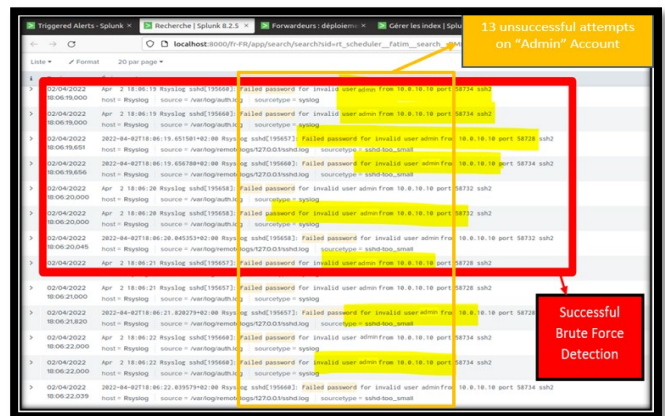 Triggered Alerts - Splunk ×
Recherche | Splunk 8.2.5 ×
Forwardeurs : déploieme ×
Gérer les index | Splu
13 unsuccessful attempts
on "Admin" Account
localhost:8000/fr-FR/app/search/search?sid=rt_scheduler__fatim__search__
Liste Format 20 par page
i
02/04/2022 Apr 2 18:06:19 Rsyslog sshd[195660]: Failed password for invalid user admin from 10.0.10.10 port 58734 ssh2
18:06:19,000 host = Rsyslog source = /var/log/auth.log sourcetype = syslog
02/04/2022 Apr 2 18:06:19 Rsyslog sshd[195660]: Failed password for invalid user admin from 10.0.10.10 port 58734 ssh2
18:06:19,000 host = Rsyslog source = /var/log/auth.log sourcetype = syslog
02/04/2022 2022-04-02T18:06:19.651501+02:00 Rsys og sshd[195657]: Failed password for invalid user admin from 10.0.10.10 port 58728 ssh2
18:06:19,651 host = Rsyslog source = /var/log/remote logs/127.0.0.1/sshd.log sourcetype = sshd-too_small
02/04/2022 2022-04-02T18:06:19.656780+02:00 Rsys og sshd[195660]: Failed password for invalid user admin from 10.0.10.10 port 58734 ssh2
18:06:19,656 host = Rsyslog source = /var/log/remote logs/127.0.0.1/sshd.log sourcetype = sshd-too_small
02/04/2022 Apr 2 18:06:20 Rsyslog sshd[195658]: Failed password for invalid user admin from 10.0.10.10 port 58732 ssh2
18:06:20,000 host = Rsyslog source = /var/log/auth.log sourcetype = syslog
02/04/2022 Apr 2 18:06:20 Rsyslog sshd[195658]: Failed password for invalid user admin from 10.0.10.10 port 58732 ssh2
18:06:20,000 host = Rsyslog source = /var/log/auth.log sourcetype = syslog
02/04/2022 2022-04-02T18:06:20.045353+02:00 Rsys og sshd[195658]: Failed password for invalid user admin from 10.0.10.10 port 58732 ssh2
18:06:20,045 host = Rsyslog source = /var/log/remote logs/127.0.0.1/sshd.log sourcetype = sshd-too_small
02/04/2022 Apr 2 18:06:21 Rsyslog sshd[195657]: Failed password for invalid user admin from 10.0.10.10 port 58728 ssh2
02/04/2022 Apr 2 18:06:21 Rsyslog sshd[195657]: Failed password for invalid user admin from 10.0.10.10 port 58728 ssh2
18:06:21,000 host = Rsyslog source = /var/log/auth.log sourcetype = syslog
02/04/2022 2022-04-02T18:06:21.820279+02:00 Rsys og sshd[195657]: Failed password for invalid user admin from 10.0.10.10 port 58728 ssh2
18:06:21,820 host = Rsyslog source = /var/log/remote logs/127.0.0.1/sshd.log sourcetype = sshd-too_small
02/04/2022 Apr 2 18:06:22 Rsyslog sshd[195660]: Failed password for invalid user admin from 10.0.10.10 port 58734 ssh2
18:06:22,000 host = Rsyslog source = /var/log/auth.log sourcetype = syslog
02/04/2022 Apr 2 18:06:22 Rsyslog sshd[195660]: Failed password for invalid user admin from 10.0.10.10 port 58734 ssh2
18:06:22,000 host = Rsyslog source = /var/log/auth.log sourcetype = syslog
02/04/2022 2022-04-02T18:06:22.039579+02:00 Rsys og sshd[195660]: Failed password for invalid user admin from 10.0.10.10 port 58734 ssh2
18:06:22,039 host = Rsyslog source = /var/log/remote logs/127.0.0.1/sshd.log sourcetype = sshd-too_small
Successful
Brute Force
Detection